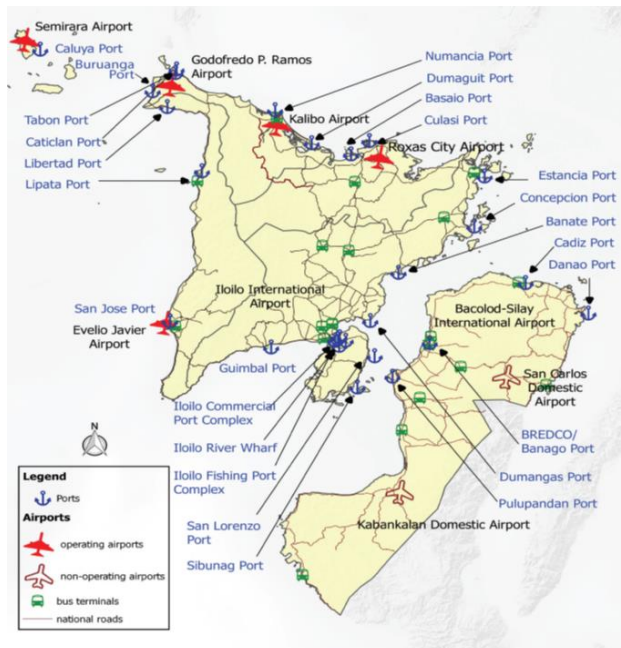 Semirara Airport
Caluya Port
Buruanga
Port
Godofredo P. Ramos
Airport
Numancia Port
Dumaguit Port
Basaio Port
Culasi Port
Tabon Port
Caticlan Port
Libertad Port
Lipata Port
Kalibo Airport
Roxas City Airport
Estancia Port
Concepcion Port
Banate Port
Cadiz Port
Danao Port
Iloilo International
Airport
San Jose Port
Evelio Javier
Airport
Bacolod-Silay
International Airport
Guimbal Port
San Carlos
Domestic
Airport
Iloilo Commercial
Port Complex
Iloilo River Wharf
Iloilo Fishing Port
Complex
San Lorenzo
Port
Sibunag Port
BREDCO/
Banago Port
Dumangas Port
Pulupandan Port
Kabankalan Domestic Airport
N
Legend
Ports
Airports
operating airports
non-operating airports
bus terminals
national roads